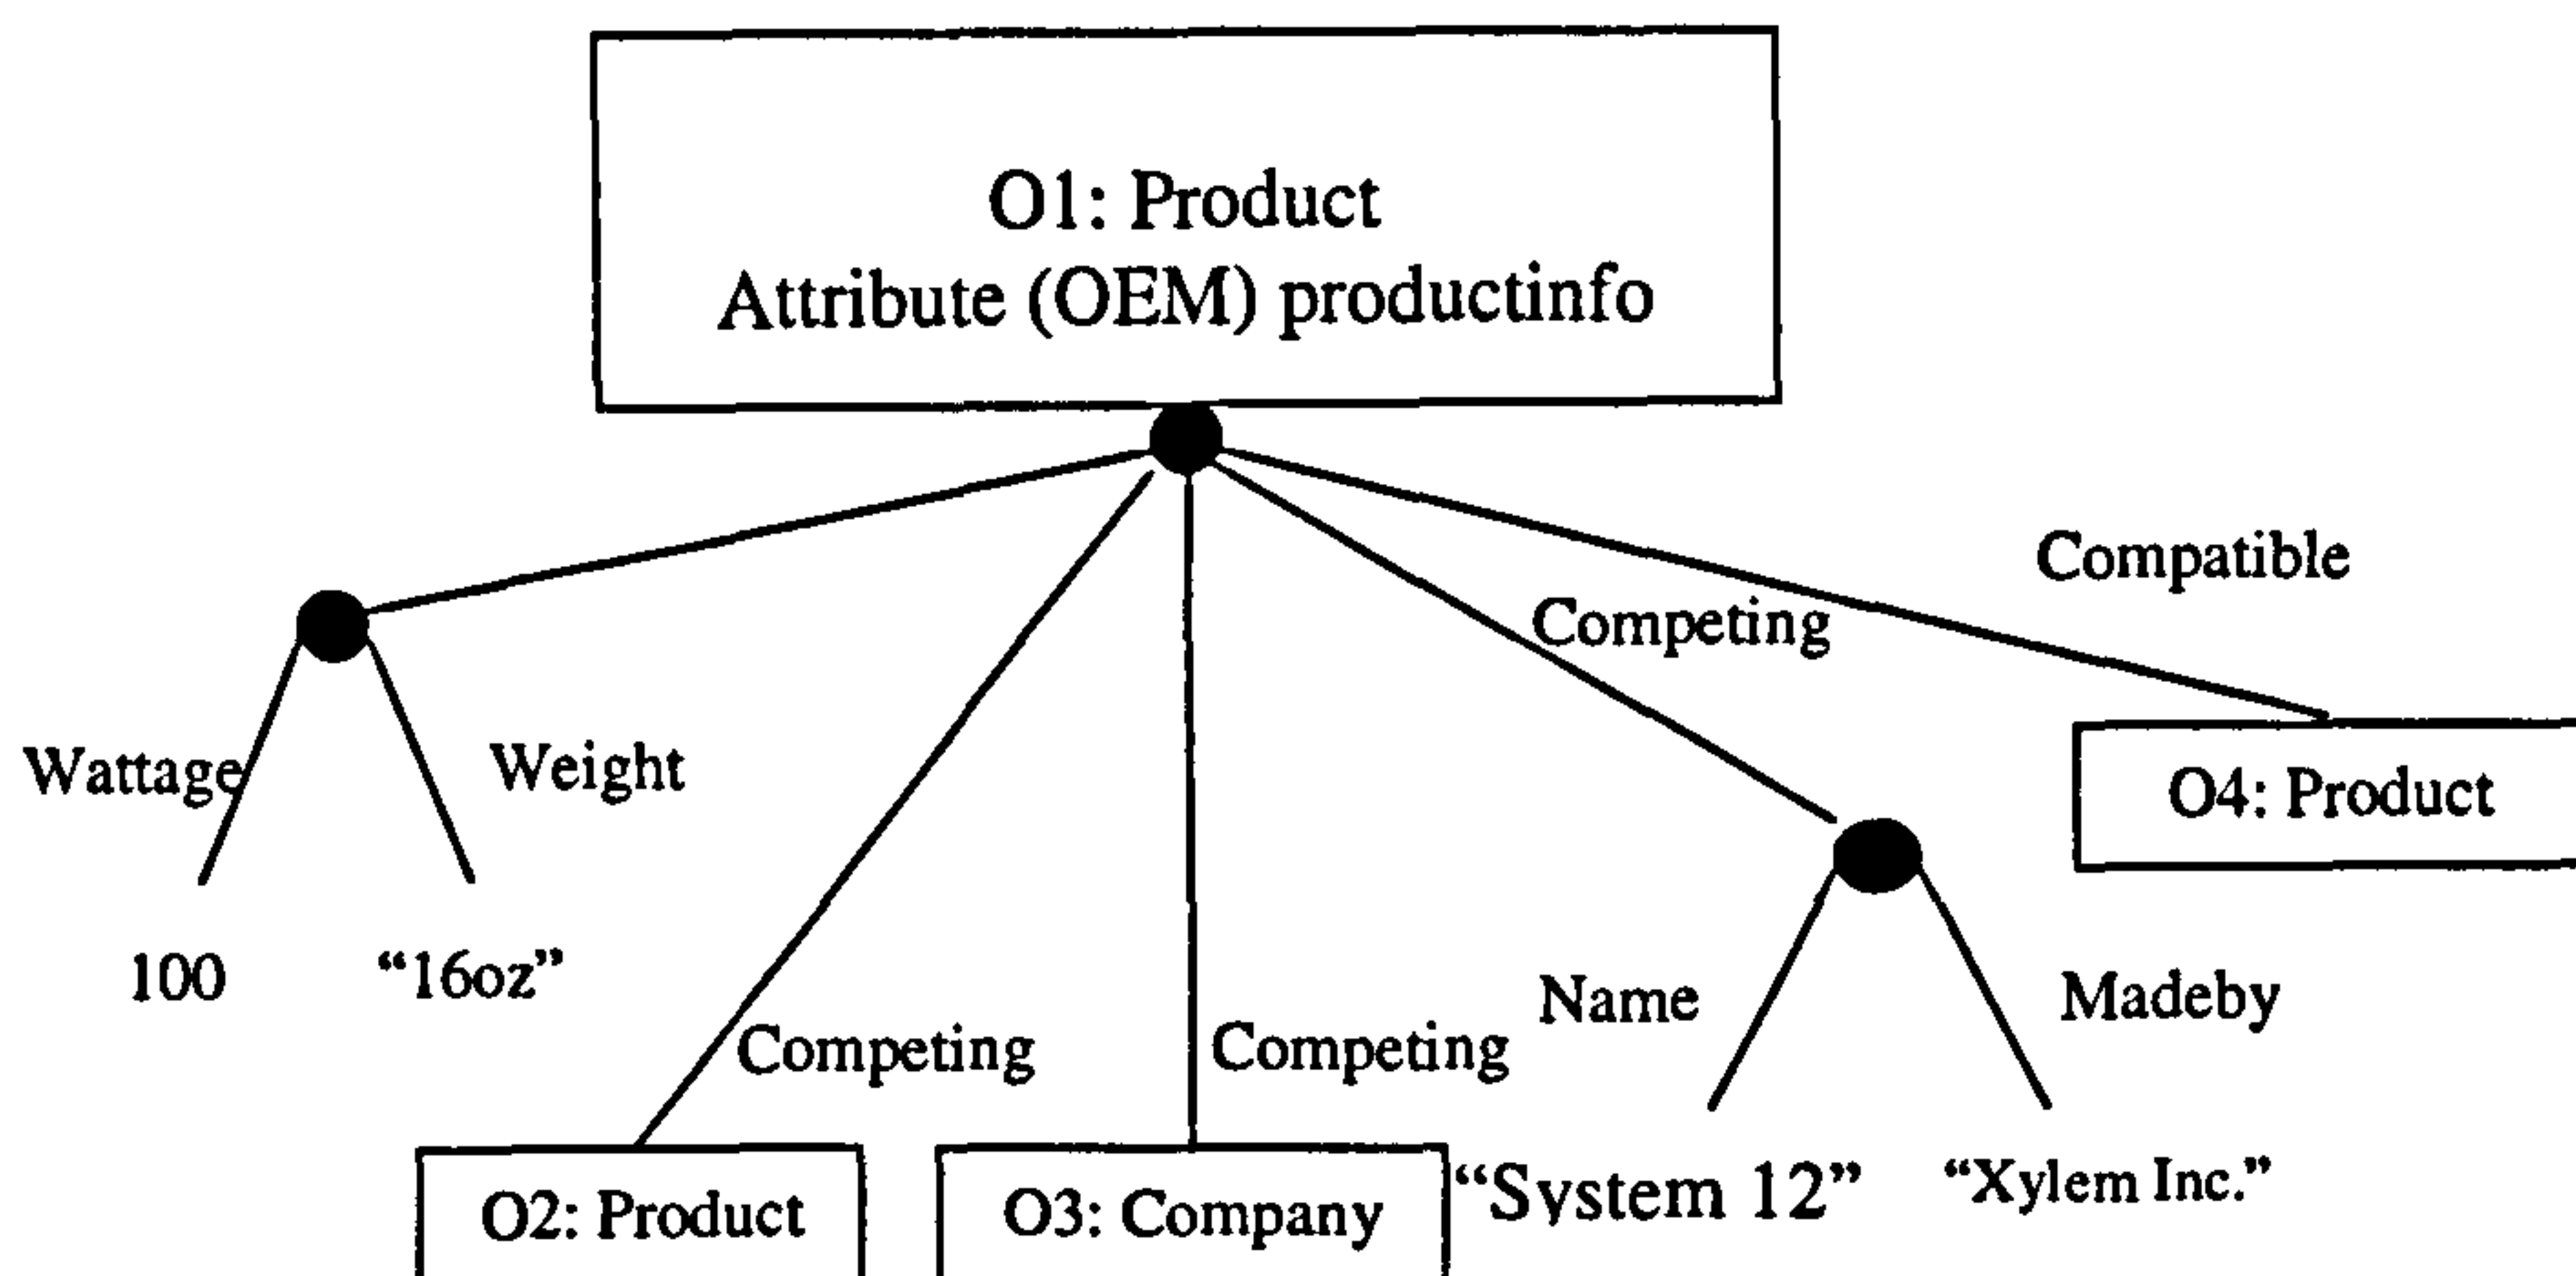 O1: Product
Attribute (OEM) productinfo
Compatible
Competing
Wattage
Weight
O4: Product
100
“16oz”
Name
Madeby
Competing
Competing
“System 12”
“Xylem Inc.”
O2: Product
O3: Company